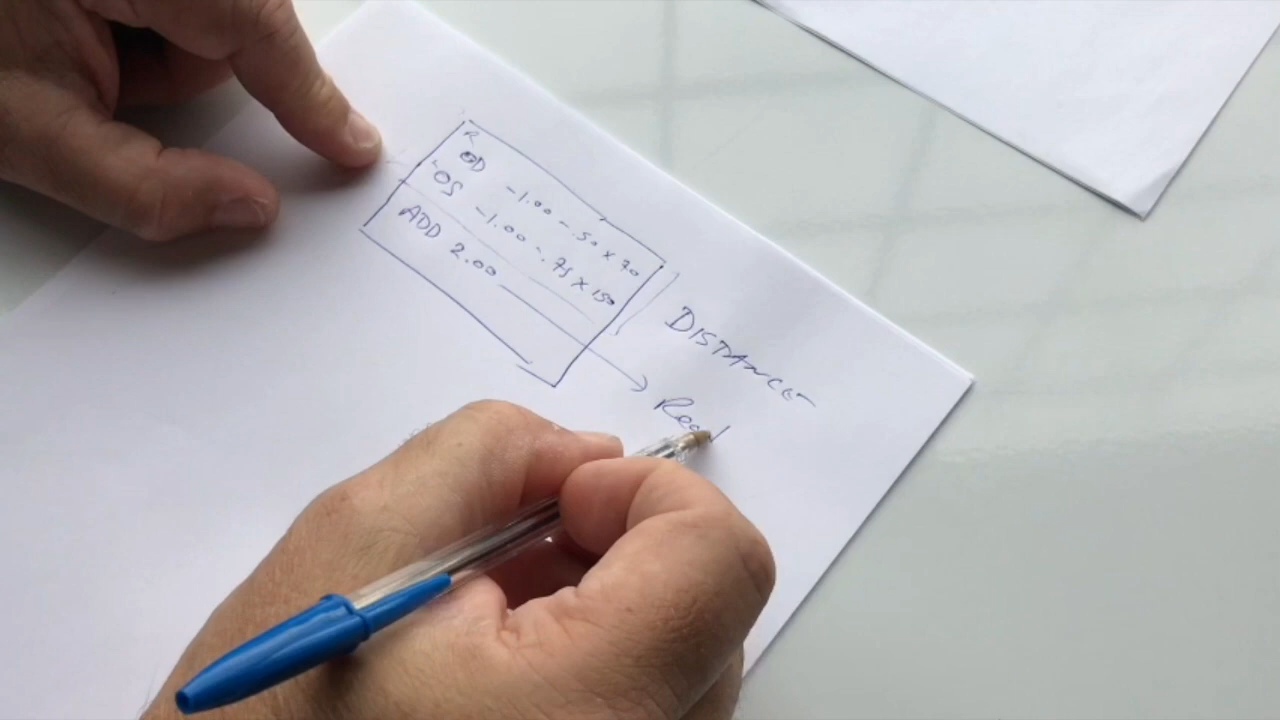 R
OD -1.00 -.50 x 70
OS -1.00 -.75 x 150
ADD 2.00
DISTANCE
Read